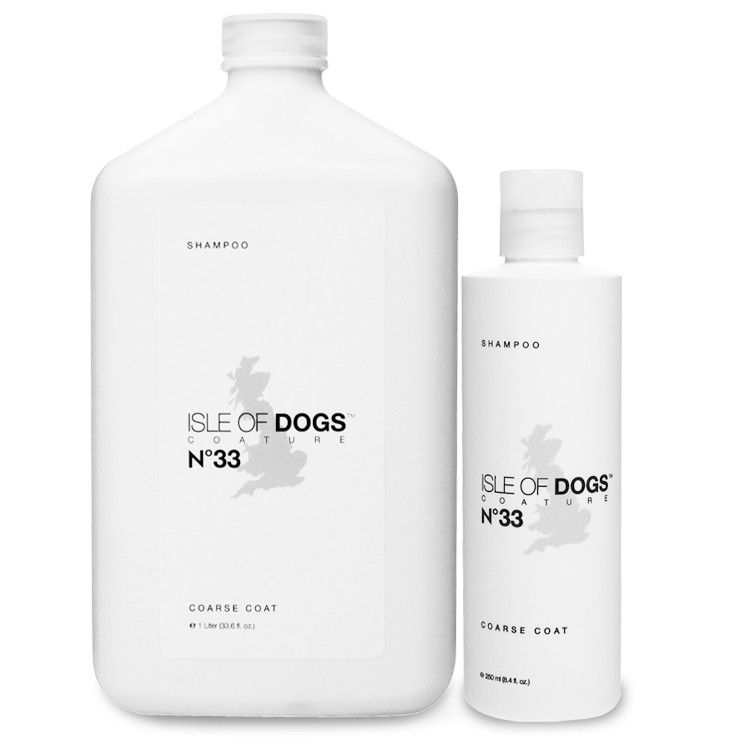 SHAMPOO
ISLE OF DOGS™
COATURE
N°33
COARSE COAT
℮ 1 Liter (33.6 fl. oz.)
SHAMPOO
ISLE OF DOGS™
COATURE
N°33
COARSE COAT
℮ 250 ml (8.4 fl. oz.)